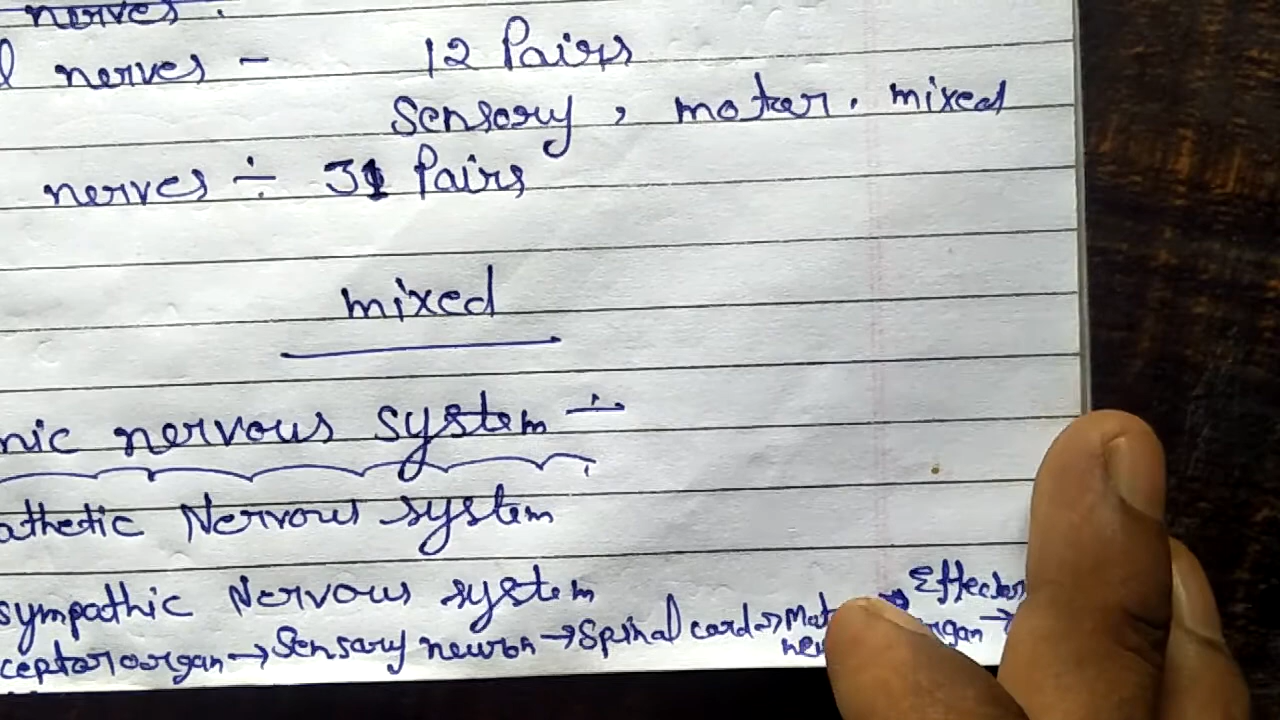 nerves.
l nerves - 12 Pairs
Sensory, motor. mixed
nerves ÷ 31 Pairs
mixed
nic nervous system ÷
athetic Nervous system
sympathic Nervous system
Effector
ceptor organ → Sensory neuron → Spinal cord →